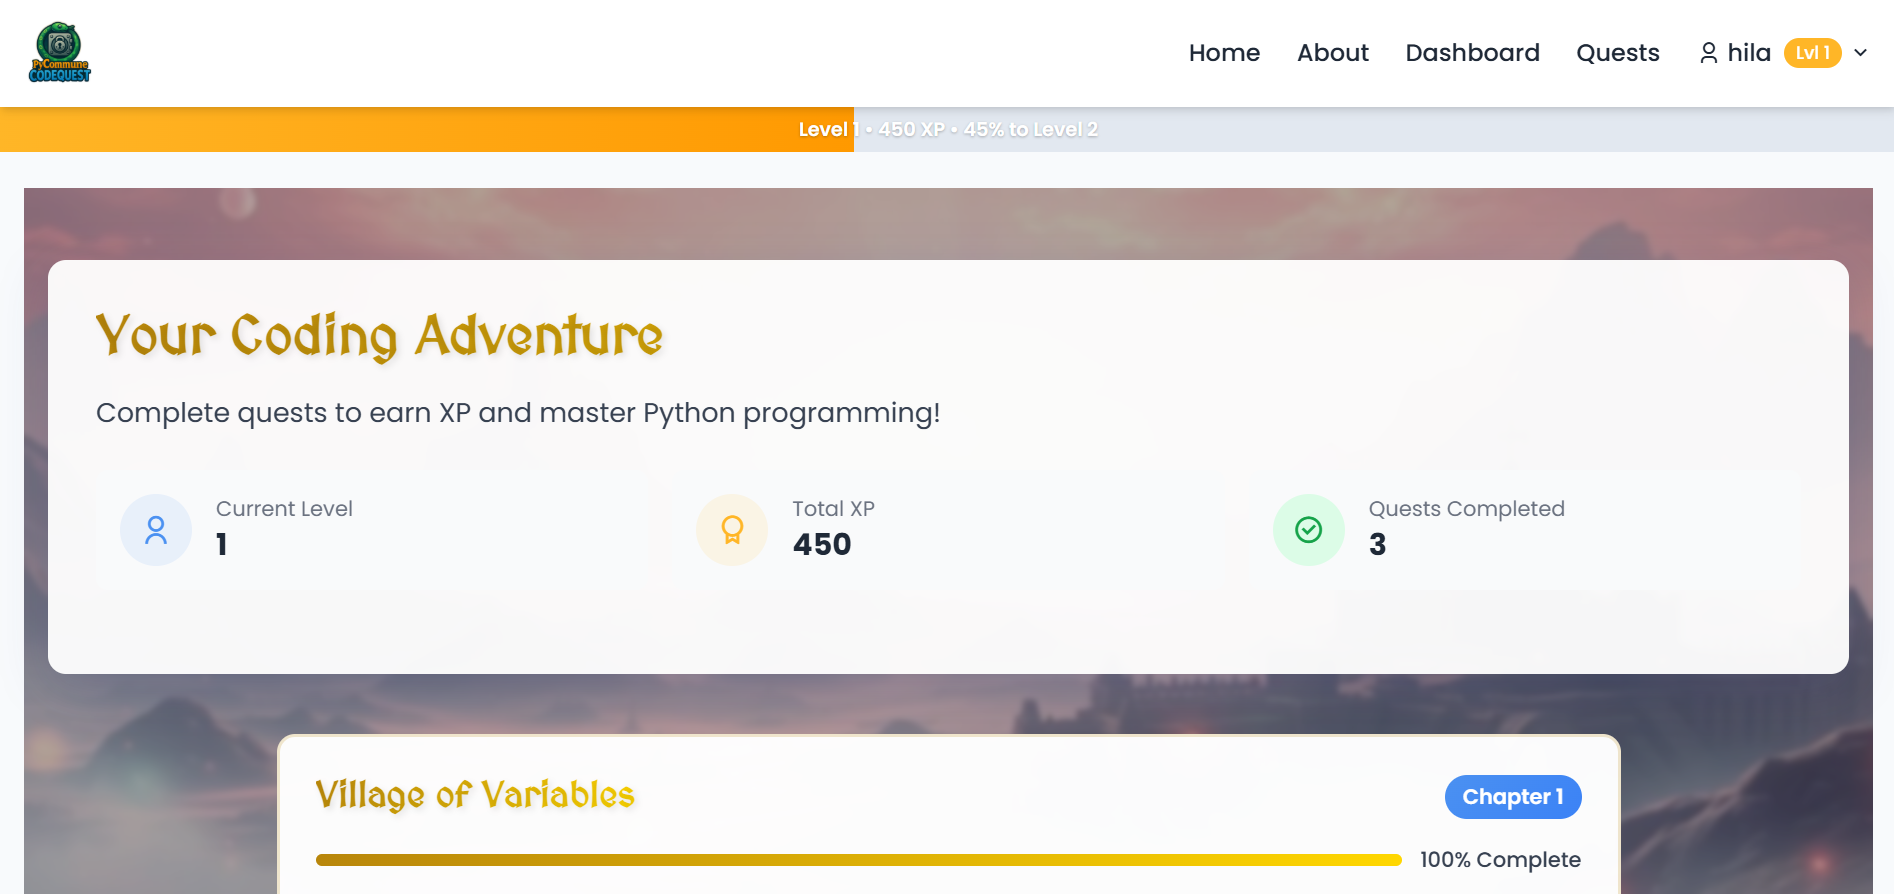 PyCommune
CODEQUEST
Home About Dashboard Quests hila Lvl 1
Level 1 • 450 XP • 45% to Level 2
Your Coding Adventure
Complete quests to earn XP and master Python programming!
Current Level
1
Total XP
450
Quests Completed
3
Village of Variables
Chapter 1
100% Complete